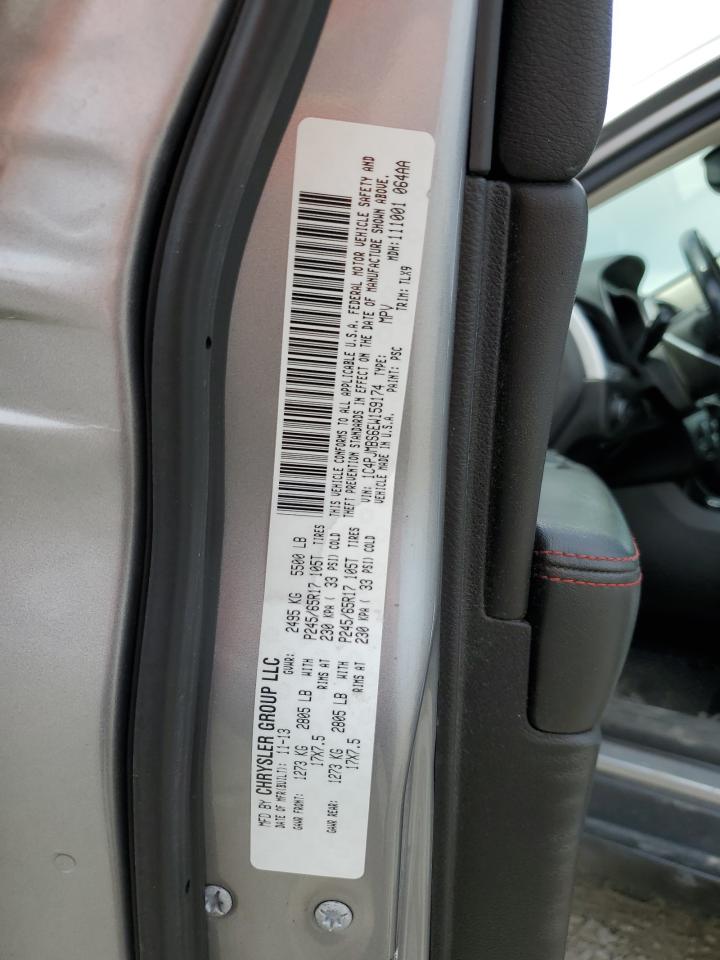 MFD BY CHRYSLER GROUP LLC
DATE OF MFR(BUILT): 11-13 GVWR: 2495 KG 5500 LB
GAWR FRONT: 1273 KG 2805 LB WITH P245/65R17 105T TIRES
17X7.5 RIMS AT 230 KPA ( 33 PSI) COLD
GAWR REAR: 1273 KG 2805 LB WITH P245/65R17 105T TIRES
17X7.5 RIMS AT 230 KPA ( 33 PSI) COLD
THIS VEHICLE CONFORMS TO ALL APPLICABLE U.S.A. FEDERAL MOTOR VEHICLE SAFETY AND
THEFT PREVENTION STANDARDS IN EFFECT ON THE DATE OF MANUFACTURE SHOWN ABOVE.
VIN: 1C4PJMBS6EW159174 TYPE: MPV MDH: 111001 064AA
VEHICLE MADE IN U.S.A. PAINT: PSC TRIM: TLX9